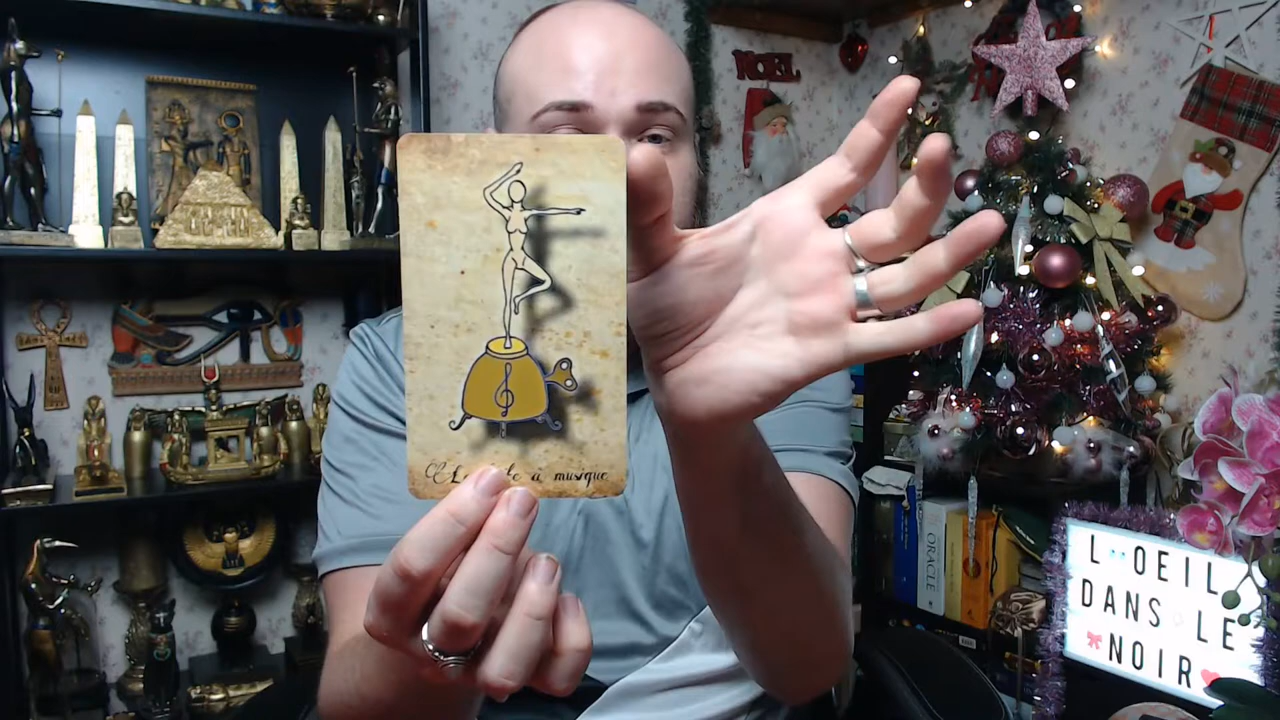 NOEL
à musique
ORACLE
L OEIL
DANS LE
NOIR